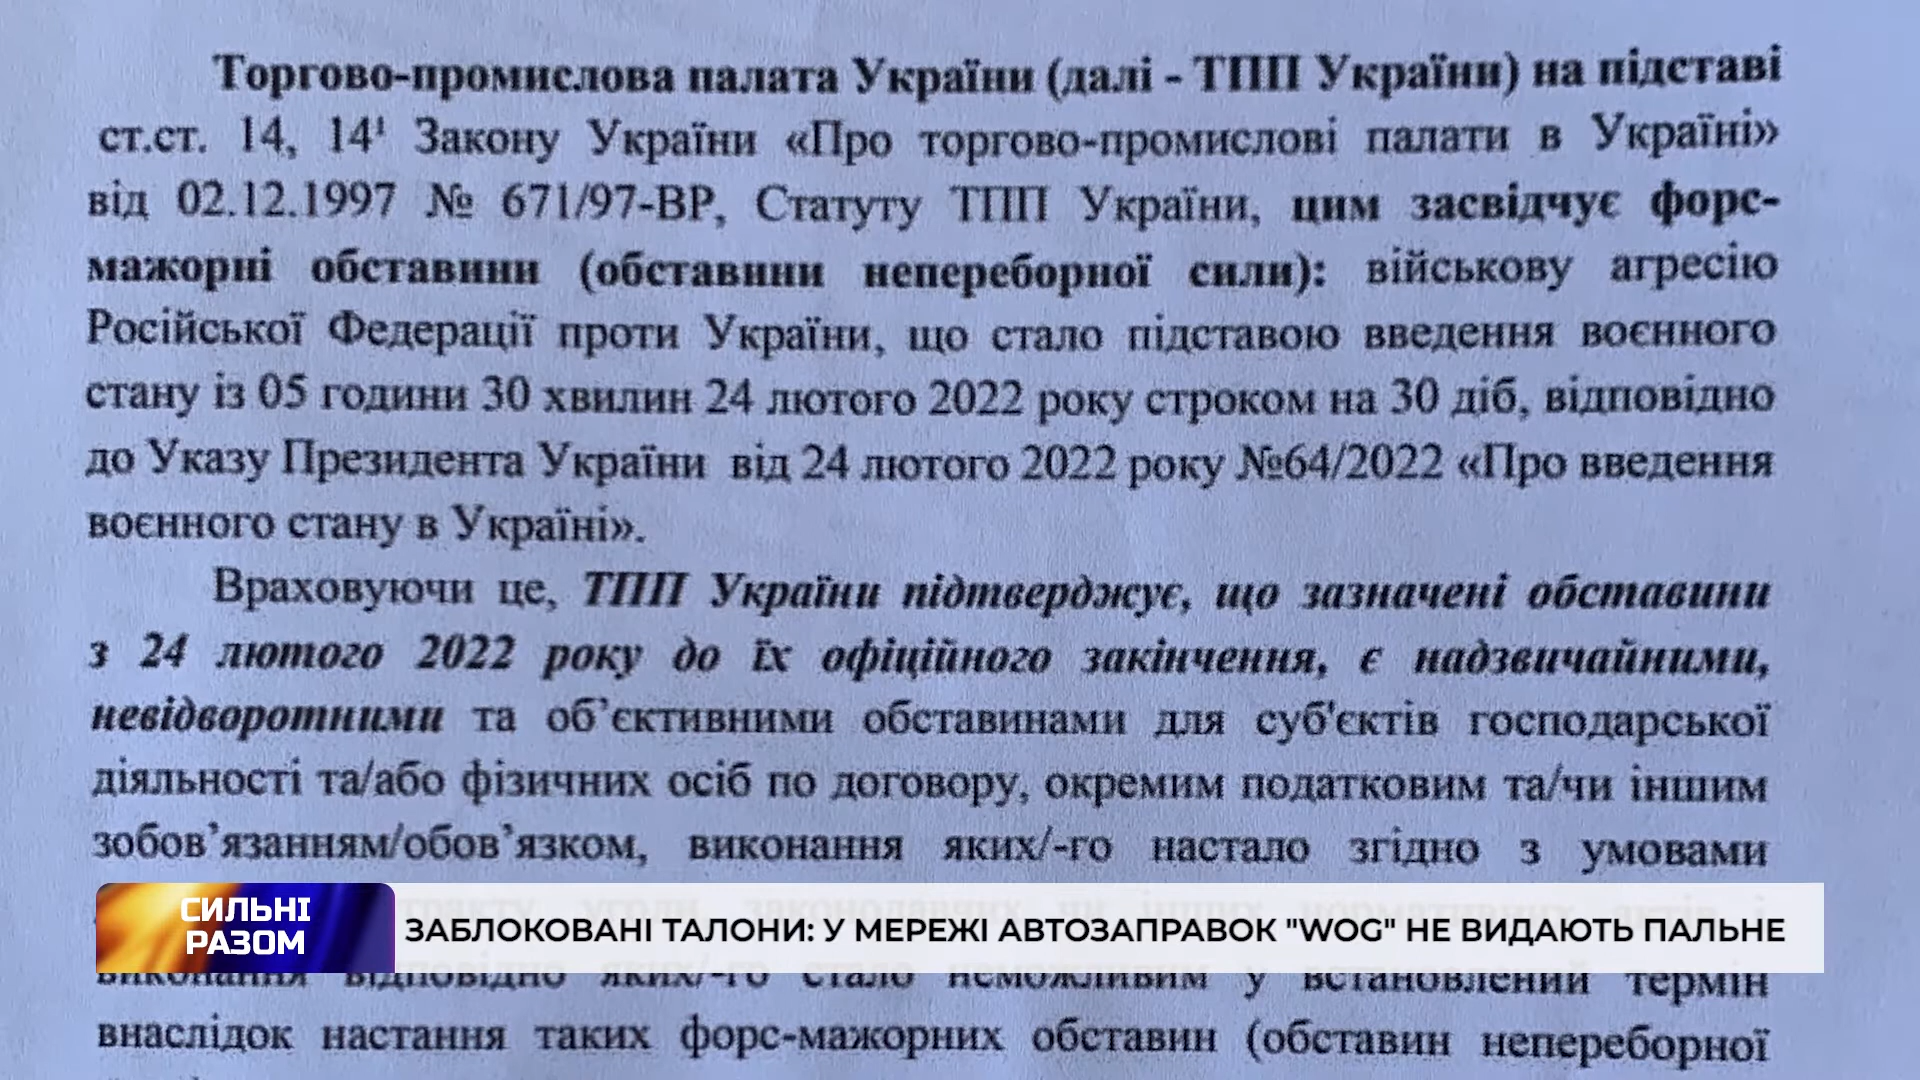 Торгово-промислова палата України (далі - ТПП України) на підставі
ст.ст. 14, 14¹ Закону України «Про торгово-промислові палати в Україні»
від 02.12.1997 № 671/97-ВР, Статуту ТПП України, цим засвідчує форс-
мажорні обставини (обставини непереборної сили): військову агресію
Російської Федерації проти України, що стало підставою введення воєнного
стану із 05 години 30 хвилин 24 лютого 2022 року строком на 30 діб, відповідно
до Указу Президента України від 24 лютого 2022 року №64/2022 «Про введення
воєнного стану в Україні».
Враховуючи це, ТПП України підтверджує, що зазначені обставини
з 24 лютого 2022 року до їх офіційного закінчення, є надзвичайними,
невідворотними та об’єктивними обставинами для суб'єктів господарської
діяльності та/або фізичних осіб по договору, окремим податковим та/чи іншим
зобов’язанням/обов’язком, виконання яких/-го настало згідно з умовами
СИЛЬНІ
РАЗОМ
ЗАБЛОКОВАНІ ТАЛОНИ: У МЕРЕЖІ АВТОЗАПРАВОК "WOG" НЕ ВИДАЮТЬ ПАЛЬНЕ
виконання відповідно яких/-го стало неможливим у встановлений термін
внаслідок настання таких форс-мажорних обставин (обставин непереборної